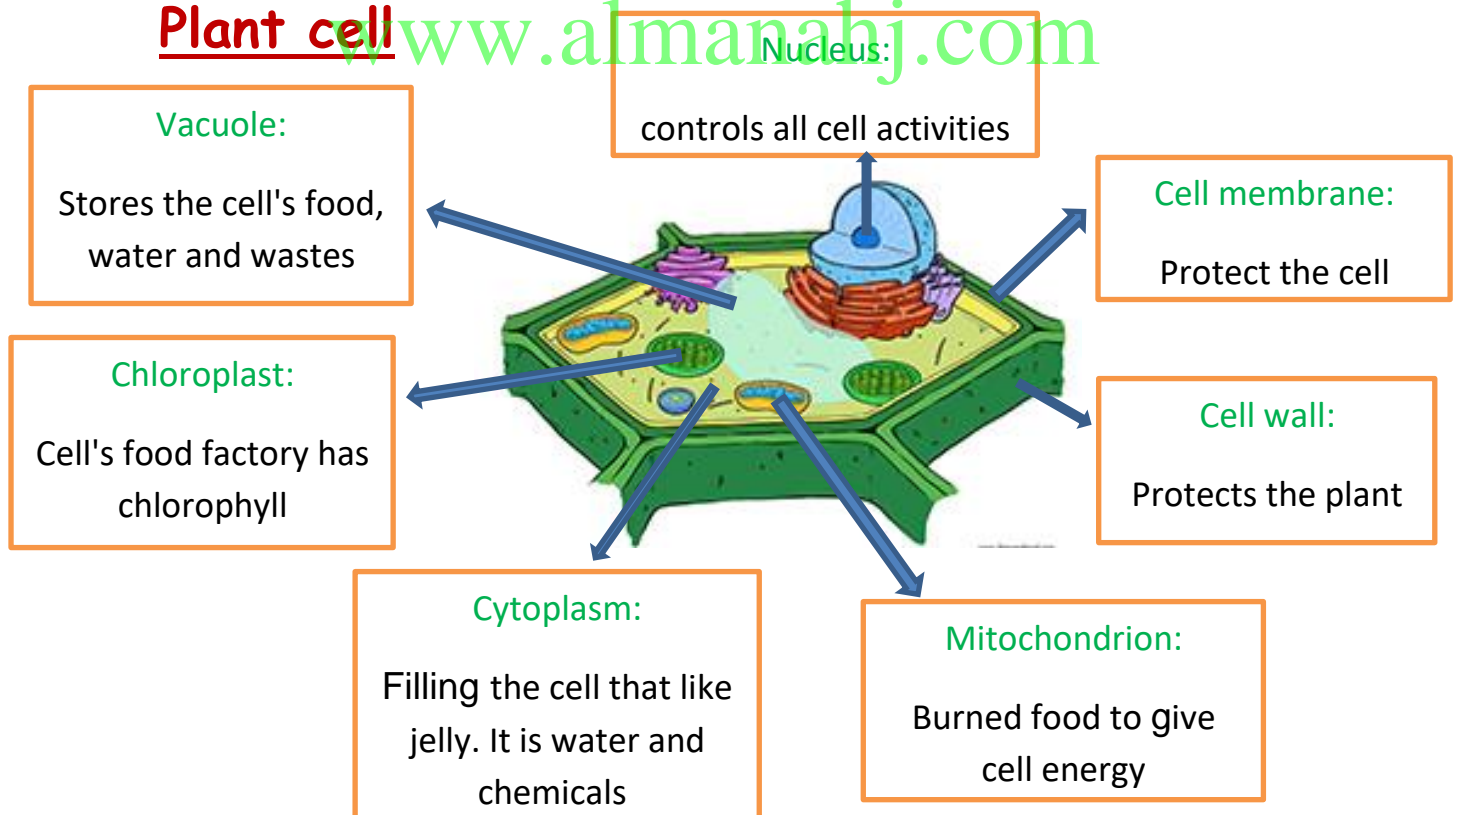 Plant cell
www.almanahj.com
Nucleus:
controls all cell activities
Vacuole:
Stores the cell's food,
water and wastes
Cell membrane:
Protect the cell
Chloroplast:
Cell's food factory has
chlorophyll
Cell wall:
Protects the plant
Cytoplasm:
Filling the cell that like
jelly. It is water and
chemicals
Mitochondrion:
Burned food to give
cell energy